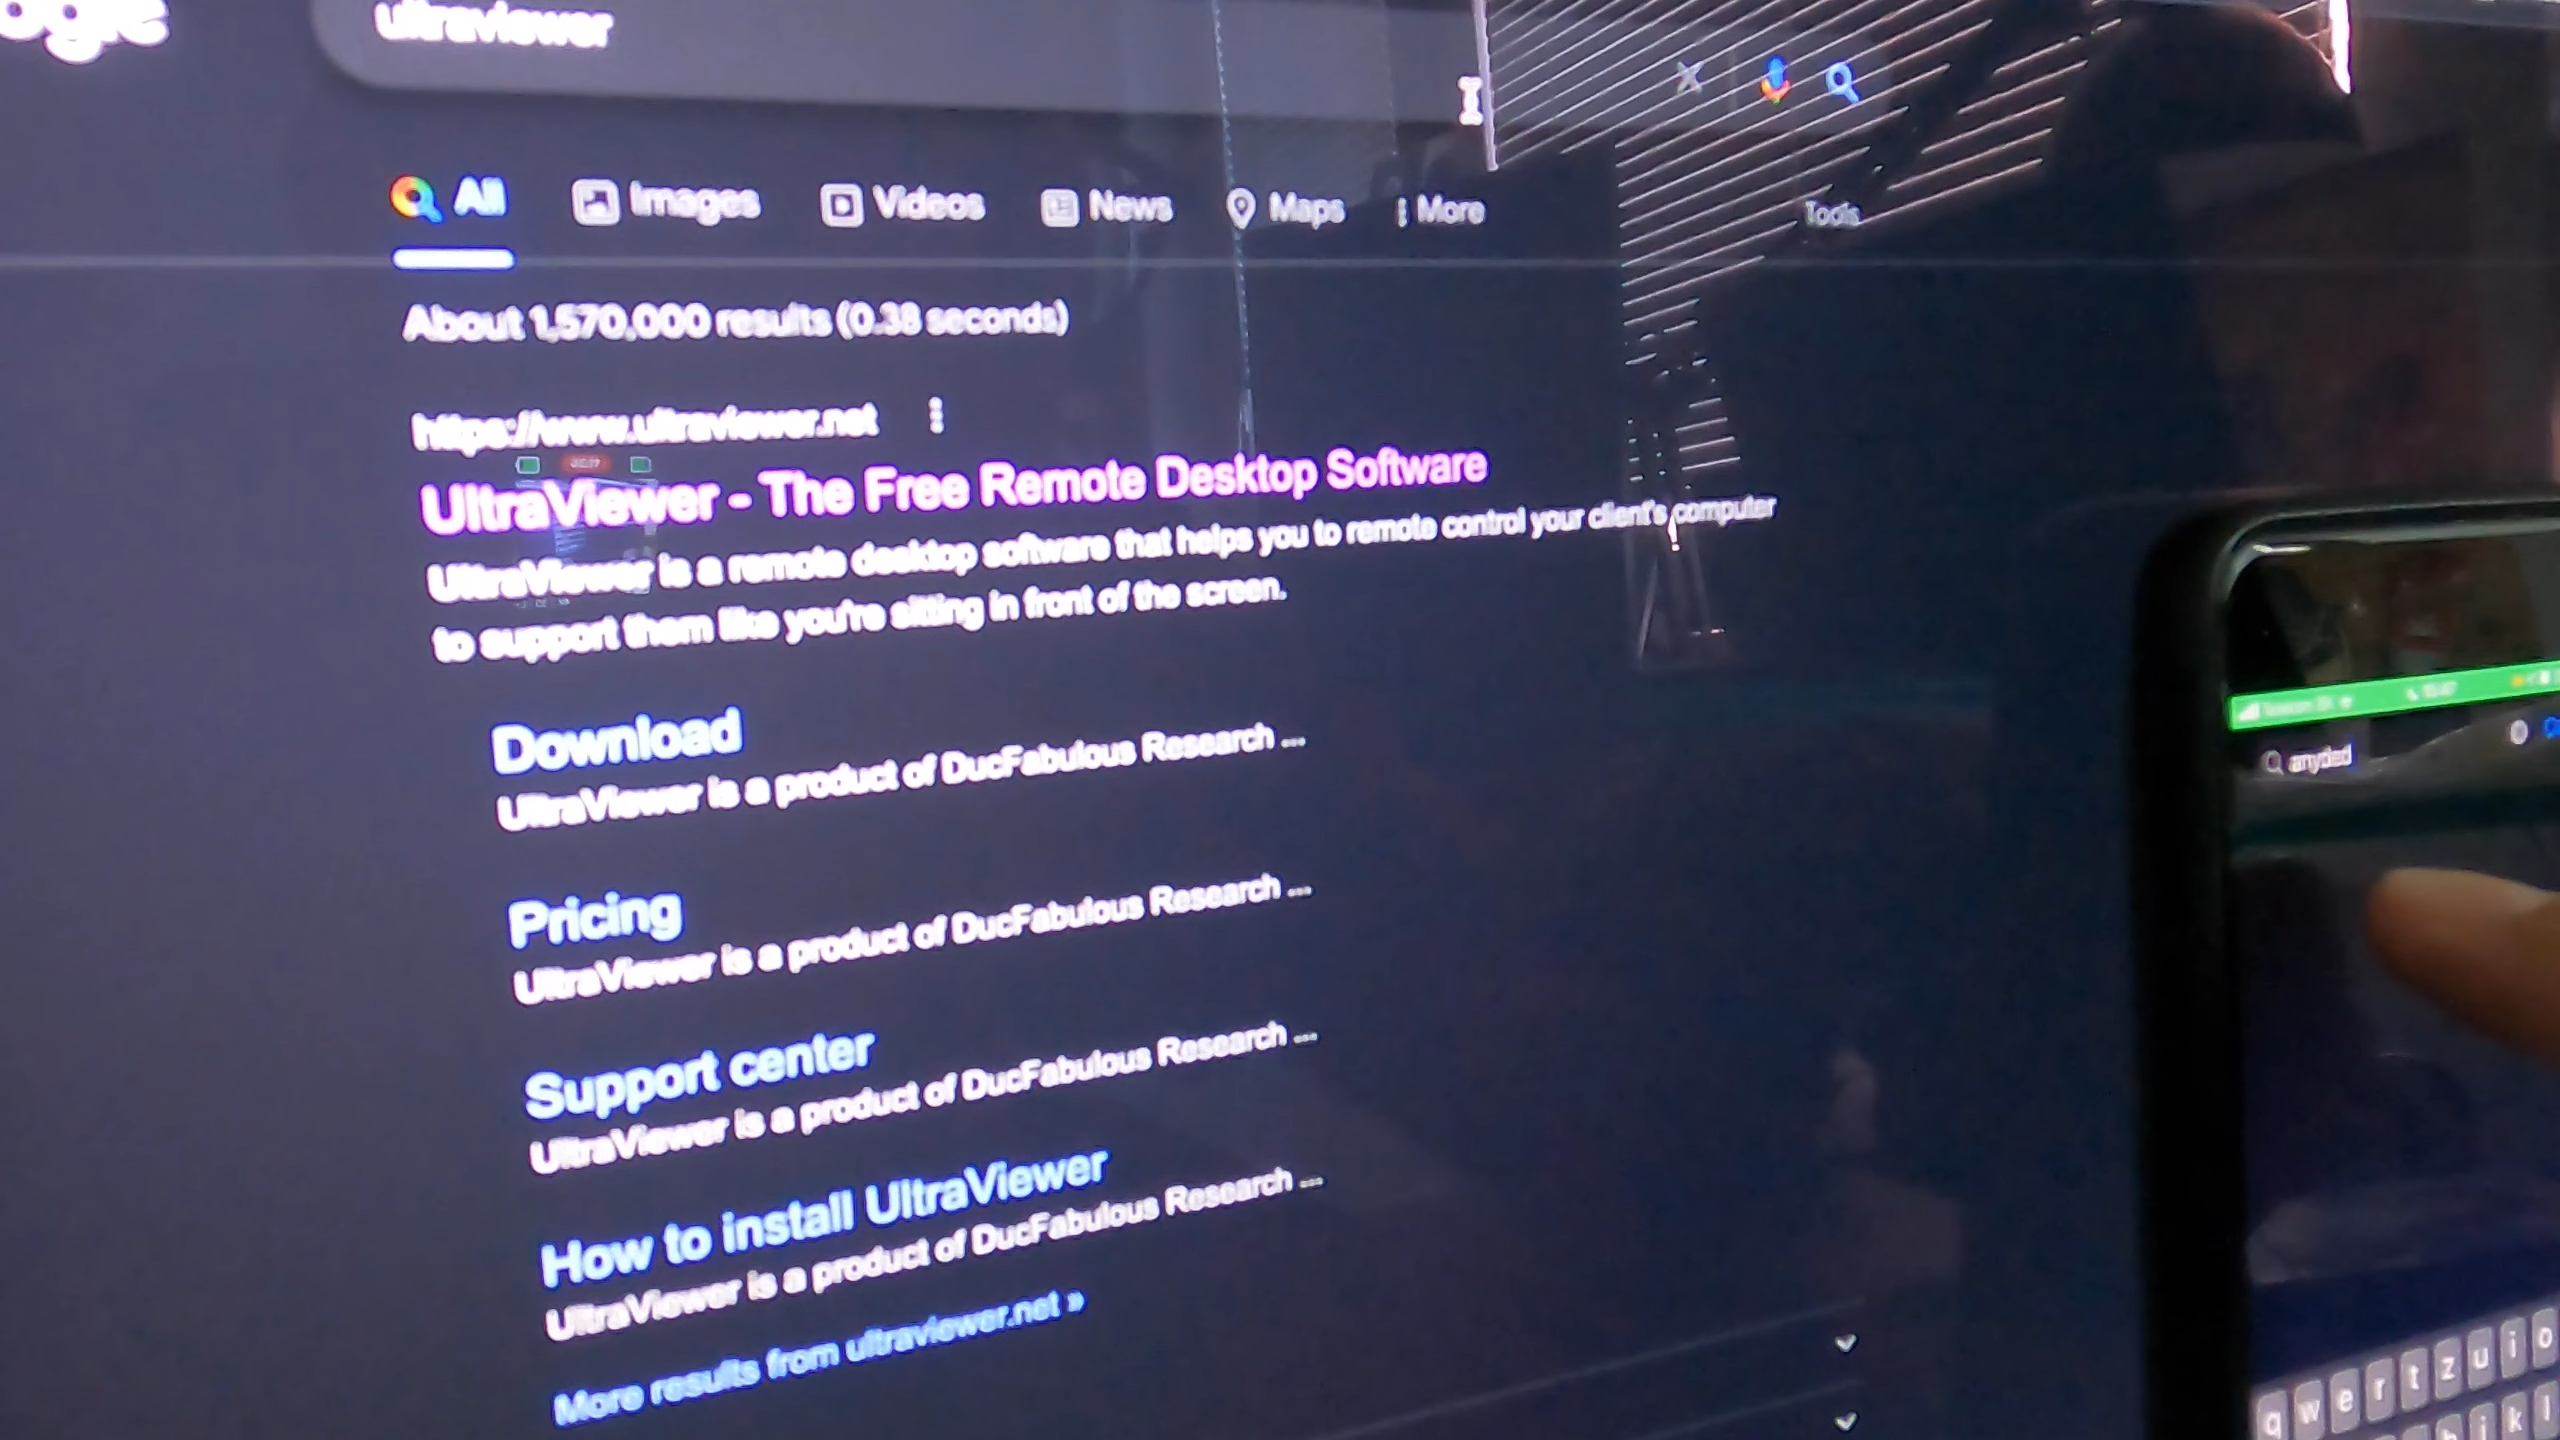 ogle
ultraviewer
All
Images
Videos
News
Maps
More
Tools
About 1,570,000 results (0.38 seconds)
https://www.ultraviewer.net
UltraViewer - The Free Remote Desktop Software
UltraViewer is a remote desktop software that helps you to remote control your client's computer
to support them like you're sitting in front of the screen.
Download
UltraViewer is a product of DucFabulous Research ...
Pricing
UltraViewer is a product of DucFabulous Research ...
Support center
UltraViewer is a product of DucFabulous Research ...
How to install UltraViewer
UltraViewer is a product of DucFabulous Research ...
More results from ultraviewer.net »
anyded
q w e r t z u i o
h j k l